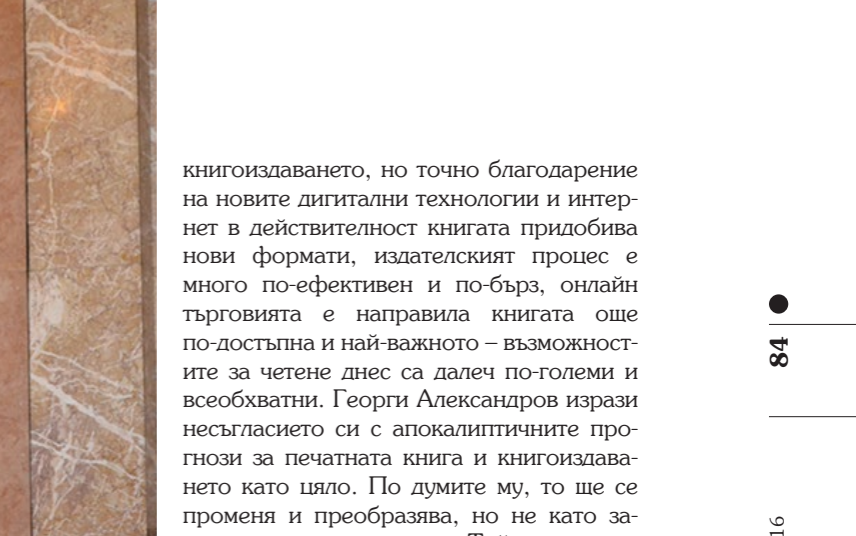 книгоиздаването, но точно благодарение
на новите дигитални технологии и интер-
нет в действителност книгата придобива
нови формати, издателският процес е
много по-ефективен и по-бърз, онлайн
търговията е направила книгата още
по-достъпна и най-важното – възможност-
ите за четене днес са далеч по-големи и
всеобхватни. Георги Александров изрази
несъгласието си с апокалиптичните про-
гнози за печатната книга и книгоиздава-
нето като цяло. По думите му, то ще се
променя и преобразява, но не като за-
84
16